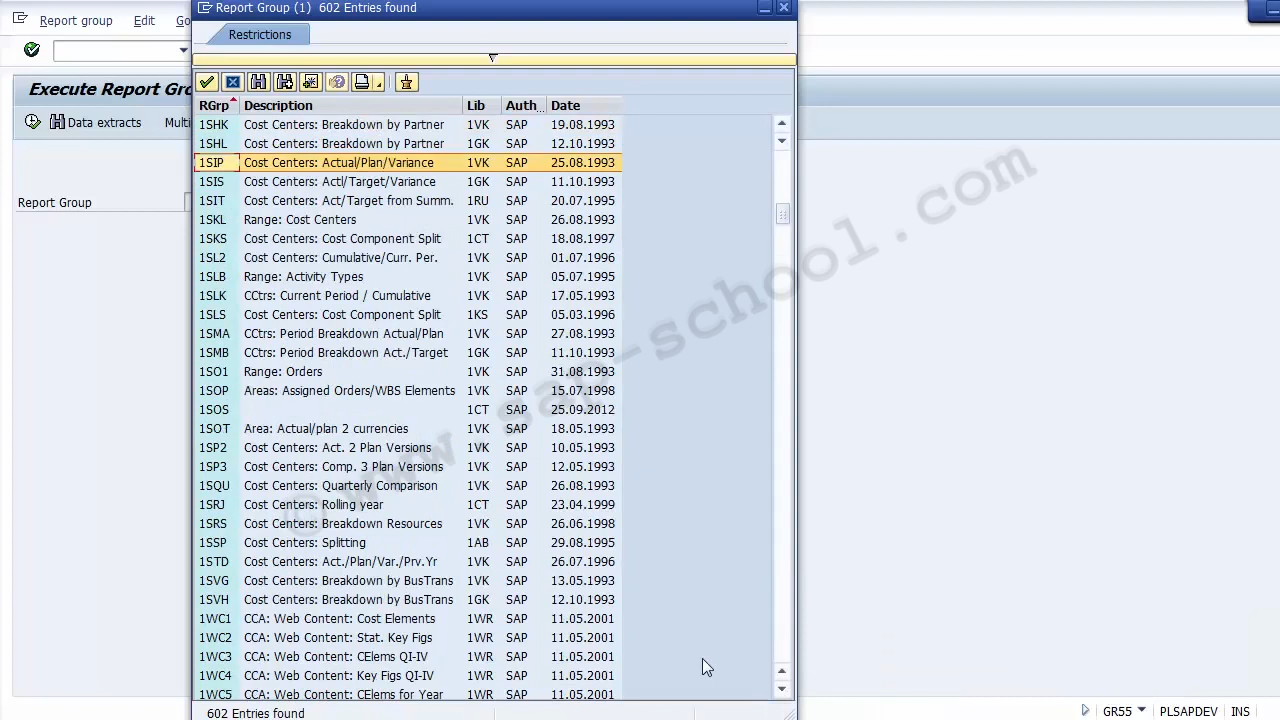 Report Group (1)  602 Entries found
Report Group Edit Go
Restrictions
Execute Report Gro
RGrp Description Lib Auth... Date
Data extracts Multi
1SHK Cost Centers: Breakdown by Partner 1VK SAP 19.08.1993
1SHL Cost Centers: Breakdown by Partner 1GK SAP 12.10.1993
1SIP Cost Centers: Actual/Plan/Variance 1VK SAP 25.08.1993
1SIS Cost Centers: Actl/Target/Variance 1GK SAP 11.10.1993
Report Group
1SIT Cost Centers: Act/Target from Summ. 1RU SAP 20.07.1995
1SKL Range: Cost Centers 1VK SAP 26.08.1993
1SKS Cost Centers: Cost Component Split 1CT SAP 18.08.1997
1SL2 Cost Centers: Cumulative/Curr. Per. 1VK SAP 01.07.1996
1SLB Range: Activity Types 1VK SAP 05.07.1995
1SLK CCtrs: Current Period / Cumulative 1VK SAP 17.05.1993
1SLS Cost Centers: Cost Component Split 1KS SAP 05.03.1996
1SMA CCtrs: Period Breakdown Actual/Plan 1VK SAP 27.08.1993
1SMB CCtrs: Period Breakdown Act./Target 1GK SAP 11.10.1993
1SO1 Range: Orders 1VK SAP 31.08.1993
1SOP Areas: Assigned Orders/WBS Elements 1VK SAP 15.07.1998
1SOS 1CT SAP 25.09.2012
1SOT Area: Actual/plan 2 currencies 1VK SAP 18.05.1993
1SP2 Cost Centers: Act. 2 Plan Versions 1VK SAP 10.05.1993
1SP3 Cost Centers: Comp. 3 Plan Versions 1VK SAP 12.05.1993
1SQU Cost Centers: Quarterly Comparison 1VK SAP 26.08.1993
1SRJ Cost Centers: Rolling year 1CT SAP 23.04.1999
1SRS Cost Centers: Breakdown Resources 1VK SAP 26.06.1998
1SSP Cost Centers: Splitting 1AB SAP 29.08.1995
1STD Cost Centers: Act./Plan/Var./Prv.Yr 1VK SAP 26.07.1996
1SVG Cost Centers: Breakdown by BusTrans 1VK SAP 13.05.1993
1SVH Cost Centers: Breakdown by BusTrans 1GK SAP 12.10.1993
1WC1 CCA: Web Content: Cost Elements 1WR SAP 11.05.2001
1WC2 CCA: Web Content: Stat. Key Figs 1WR SAP 11.05.2001
1WC3 CCA: Web Content: CElems QI-IV 1WR SAP 11.05.2001
1WC4 CCA: Web Content: Key Figs QI-IV 1WR SAP 11.05.2001
1WC5 CCA: Web Content: CElems for Year 1WR SAP 11.05.2001
602 Entries found
GR55 PLSAPDEV INS
© www.sap-school.com